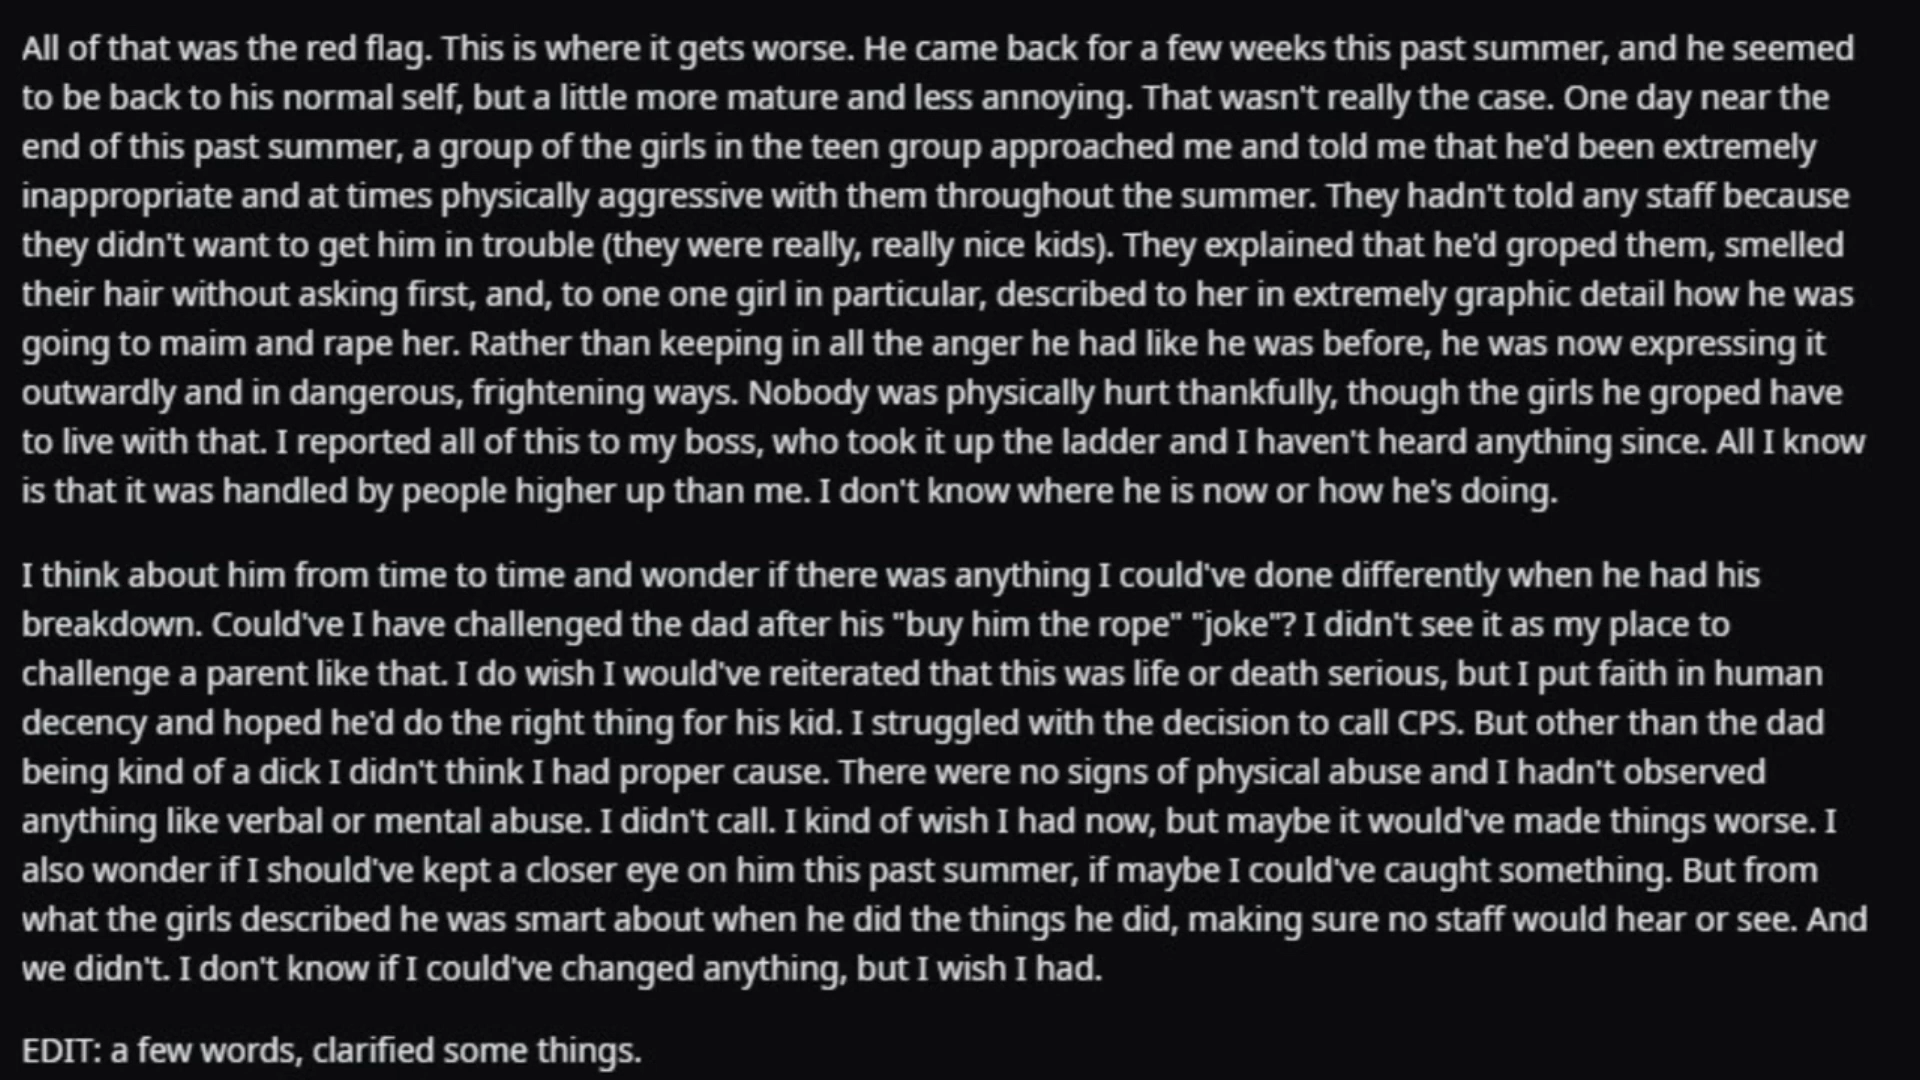 All of that was the red flag. This is where it gets worse. He came back for a few weeks this past summer, and he seemed
to be back to his normal self, but a little more mature and less annoying. That wasn't really the case. One day near the
end of this past summer, a group of the girls in the teen group approached me and told me that he'd been extremely
inappropriate and at times physically aggressive with them throughout the summer. They hadn't told any staff because
they didn't want to get him in trouble (they were really, really nice kids). They explained that he'd groped them, smelled
their hair without asking first, and, to one one girl in particular, described to her in extremely graphic detail how he was
going to maim and rape her. Rather than keeping in all the anger he had like he was before, he was now expressing it
outwardly and in dangerous, frightening ways. Nobody was physically hurt thankfully, though the girls he groped have
to live with that. I reported all of this to my boss, who took it up the ladder and I haven't heard anything since. All I know
is that it was handled by people higher up than me. I don't know where he is now or how he's doing.
I think about him from time to time and wonder if there was anything I could've done differently when he had his
breakdown. Could've I have challenged the dad after his "buy him the rope" "joke"? I didn't see it as my place to
challenge a parent like that. I do wish I would've reiterated that this was life or death serious, but I put faith in human
decency and hoped he'd do the right thing for his kid. I struggled with the decision to call CPS. But other than the dad
being kind of a dick I didn't think I had proper cause. There were no signs of physical abuse and I hadn't observed
anything like verbal or mental abuse. I didn't call. I kind of wish I had now, but maybe it would've made things worse. I
also wonder if I should've kept a closer eye on him this past summer, if maybe I could've caught something. But from
what the girls described he was smart about when he did the things he did, making sure no staff would hear or see. And
we didn't. I don't know if I could've changed anything, but I wish I had.
EDIT: a few words, clarified some things.